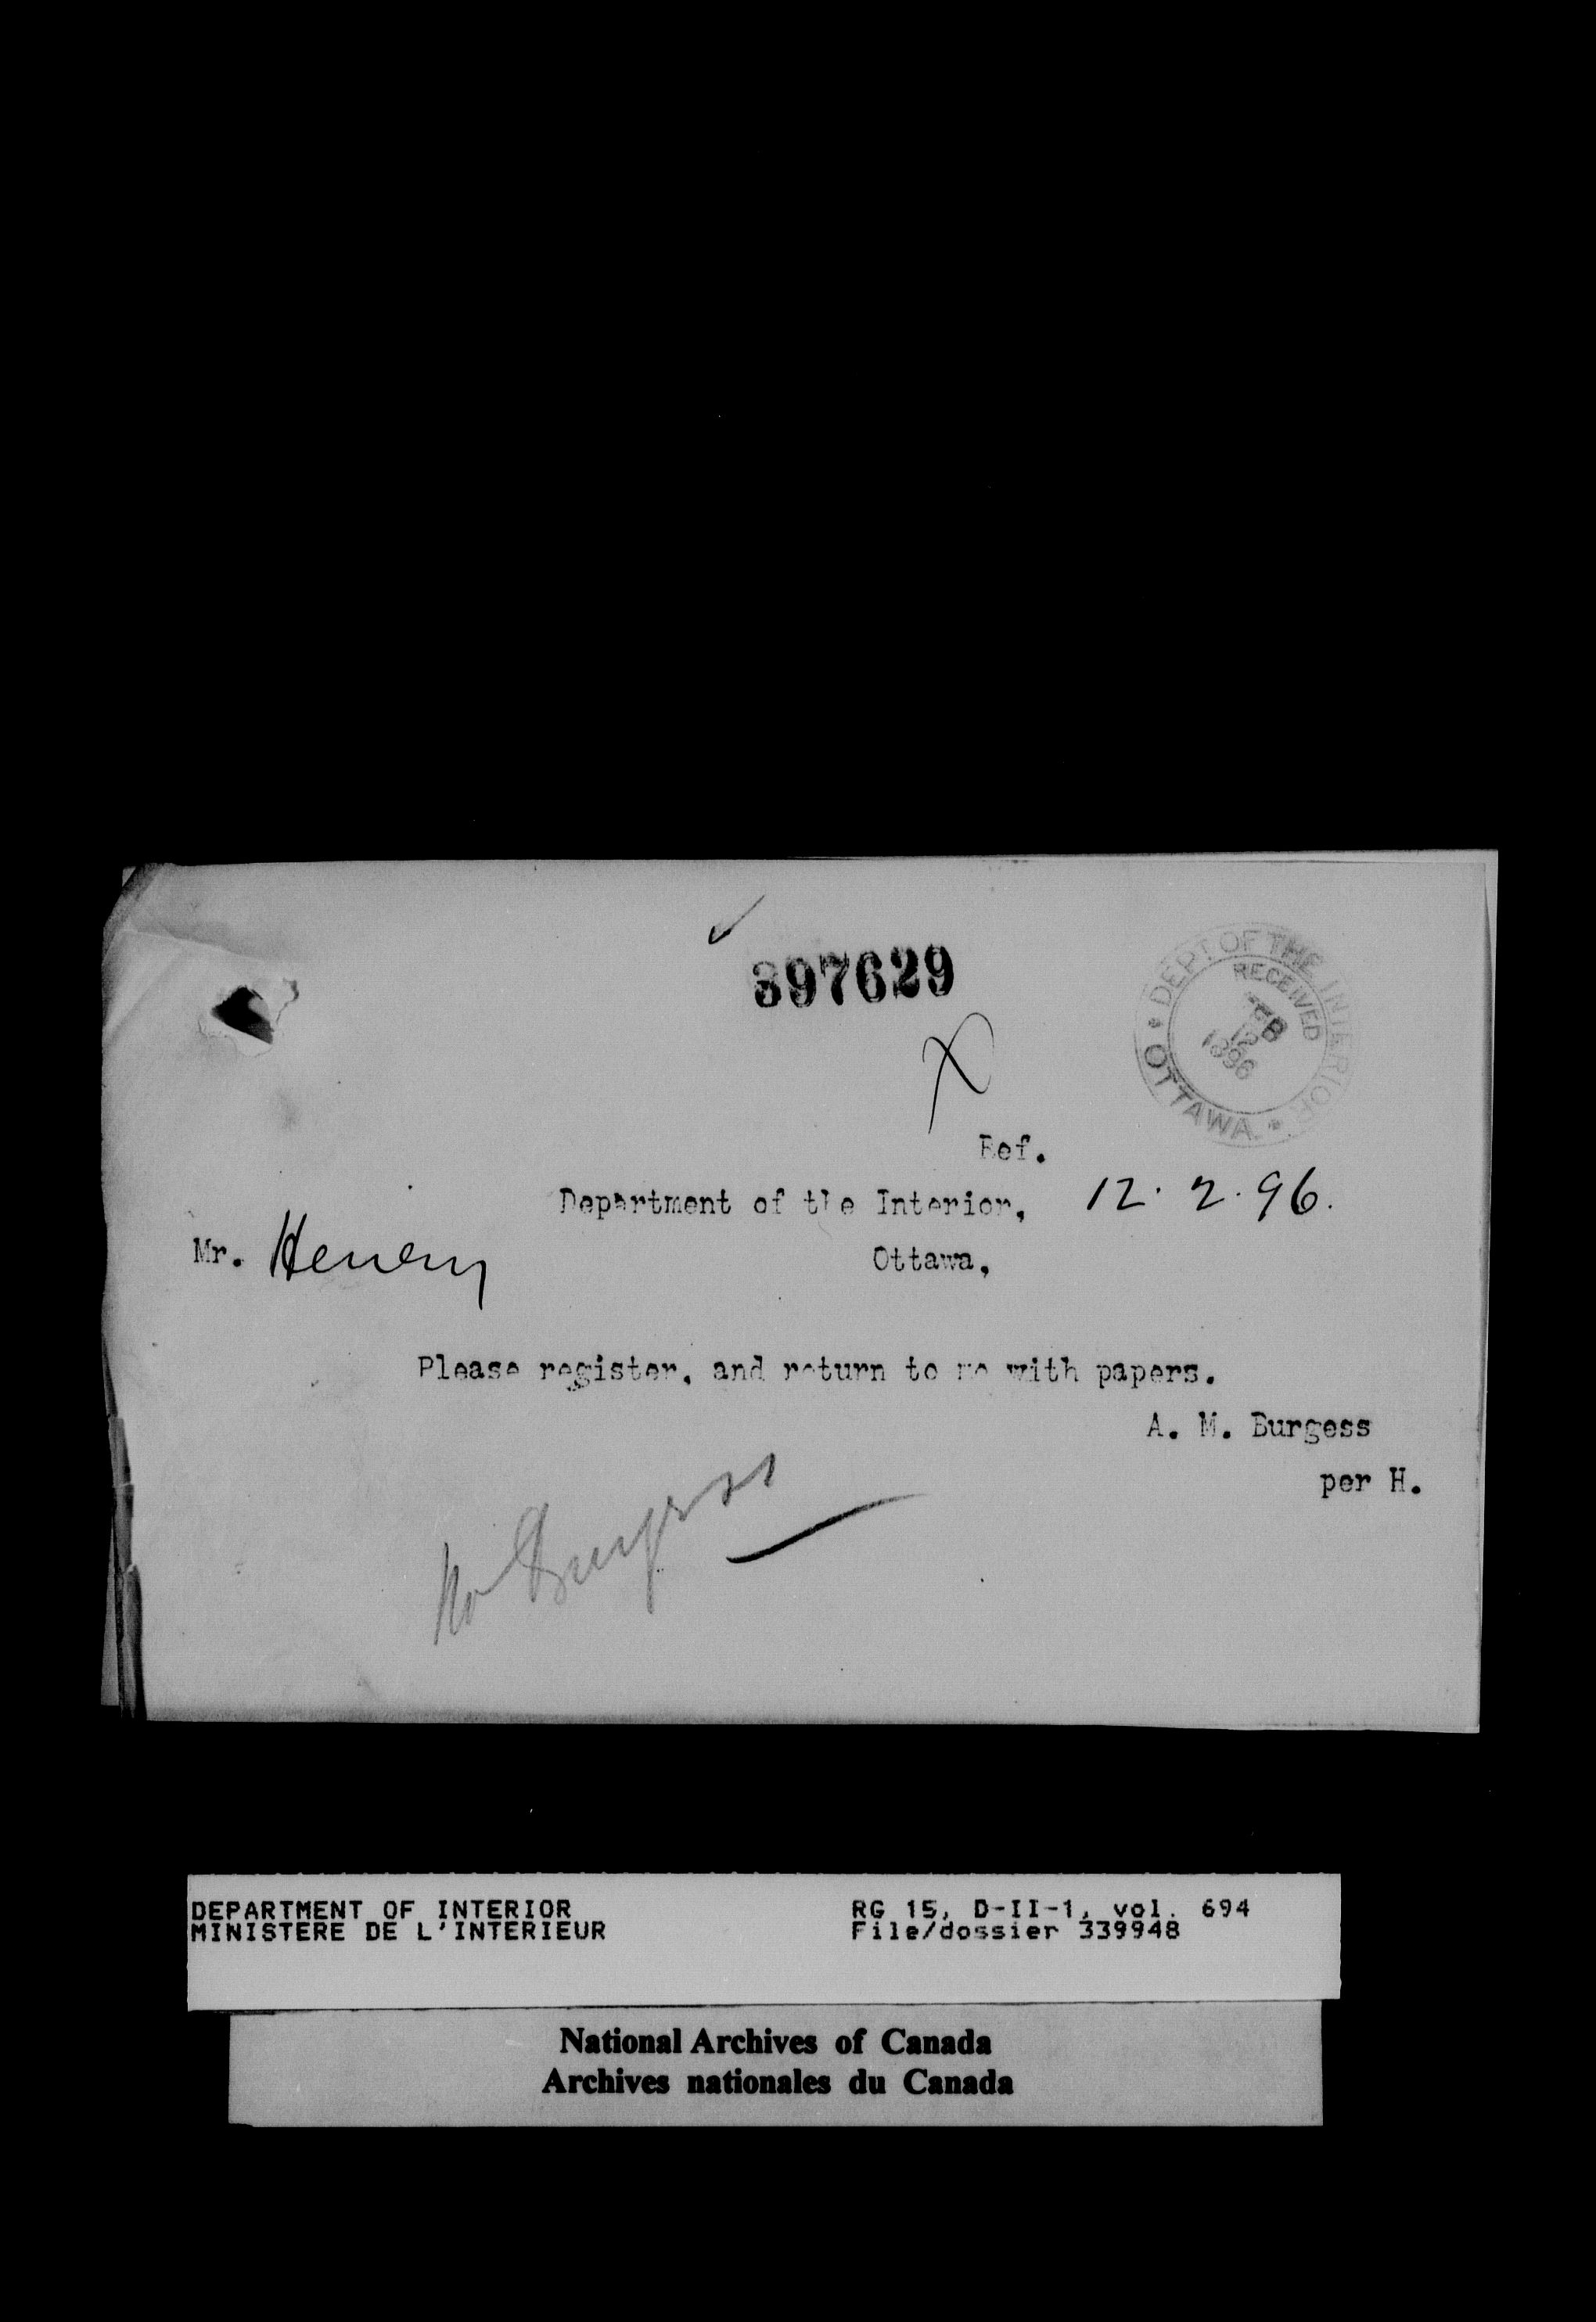 397629
DEPT OF THE INTERIOR
RECEIVED
FEB
12
1896
OTTAWA.
Ref.
Department of the Interior, 12. 2. 96.
Mr. Henery
Ottawa,
Please register, and return to me with papers.
A. M. Burgess
per H.
Mr Burgess
DEPARTMENT OF INTERIOR
MINISTERE DE L'INTERIEUR
RG 15, D-II-1, vol. 694
File/dossier 339948
National Archives of Canada
Archives nationales du Canada